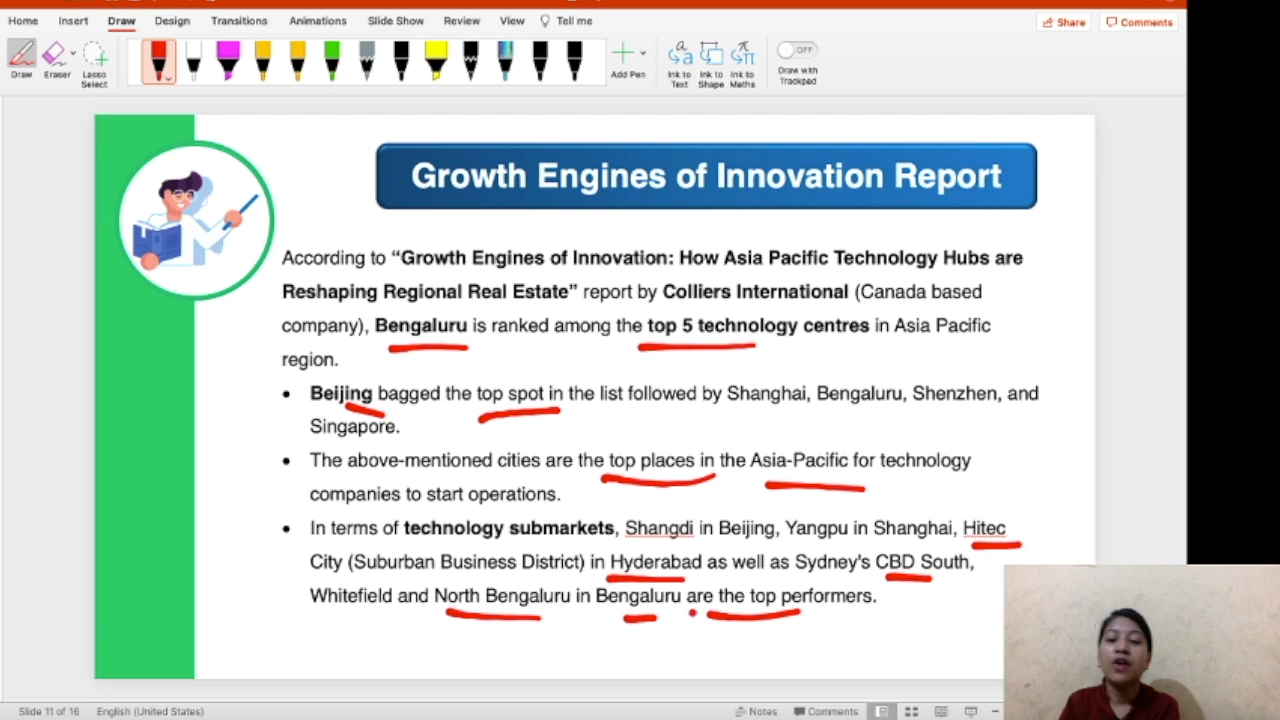 Home Insert Draw Design Transitions Animations Slide Show Review View Tell me Share Comments
Draw Eraser Lasso Select Add Pen Ink to Text Ink to Shape Ink to Maths OFF Draw with Trackpad
Growth Engines of Innovation Report
According to “Growth Engines of Innovation: How Asia Pacific Technology Hubs are
Reshaping Regional Real Estate” report by Colliers International (Canada based
company), Bengaluru is ranked among the top 5 technology centres in Asia Pacific
region.
• Beijing bagged the top spot in the list followed by Shanghai, Bengaluru, Shenzhen, and
Singapore.
• The above-mentioned cities are the top places in the Asia-Pacific for technology
companies to start operations.
• In terms of technology submarkets, Shangdi in Beijing, Yangpu in Shanghai, Hitec
City (Suburban Business District) in Hyderabad as well as Sydney's CBD South,
Whitefield and North Bengaluru in Bengaluru are the top performers.
Slide 11 of 16 English (United States) Notes Comments